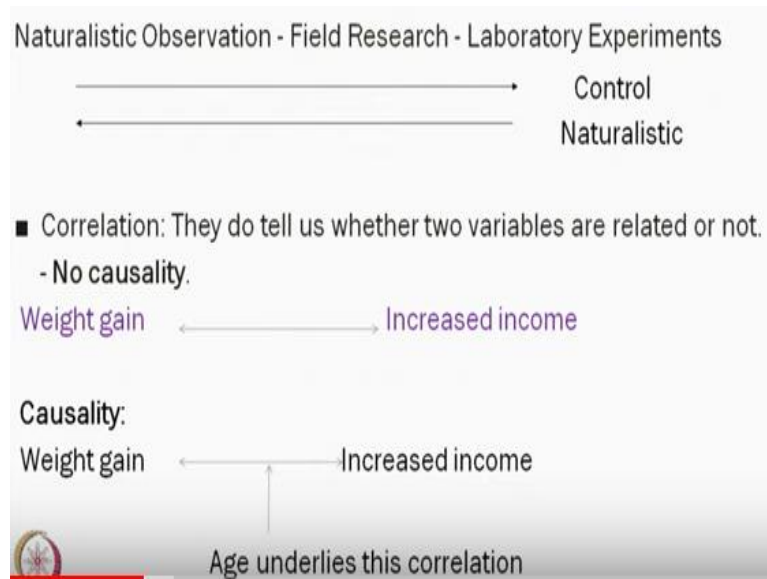 Naturalistic Observation - Field Research - Laboratory Experiments
Control
Naturalistic
■ Correlation: They do tell us whether two variables are related or not.
- No causality.
Weight gain Increased income
Causality:
Weight gain Increased income
Age underlies this correlation